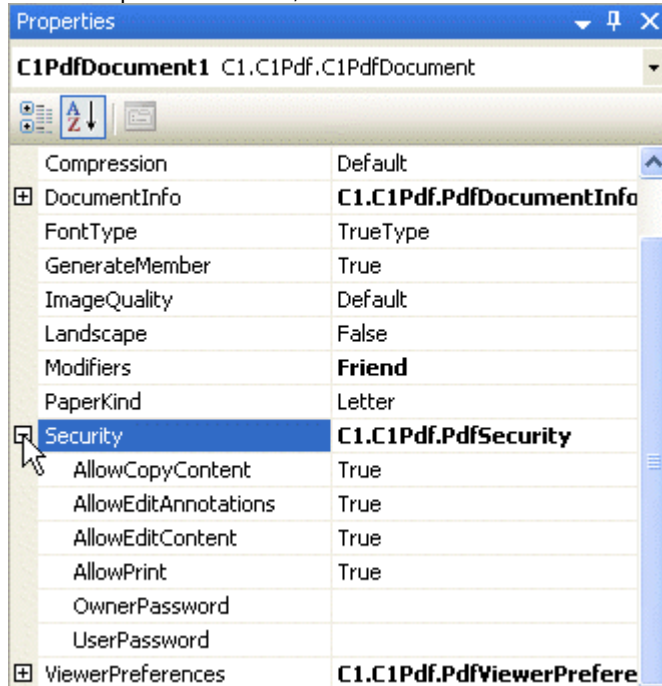 Properties
C1PdfDocument1 C1.C1Pdf.C1PdfDocument
Compression Default
DocumentInfo C1.C1Pdf.PdfDocumentInfo
FontType TrueType
GenerateMember True
ImageQuality Default
Landscape False
Modifiers Friend
PaperKind Letter
Security C1.C1Pdf.PdfSecurity
AllowCopyContent True
AllowEditAnnotations True
AllowEditContent True
AllowPrint True
OwnerPassword
UserPassword
ViewerPreferences C1.C1Pdf.PdfViewerPrefere